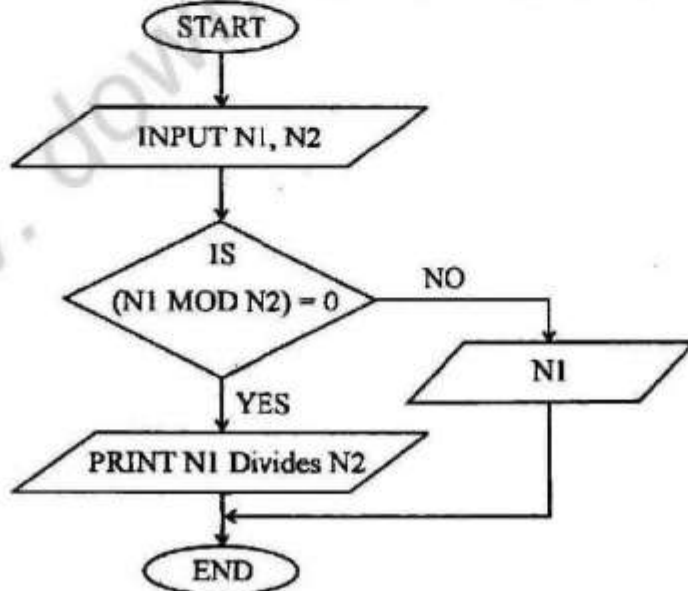 START
INPUT N1, N2
IS
(N1 MOD N2) = 0
NO
N1
YES
PRINT N1 Divides N2
END